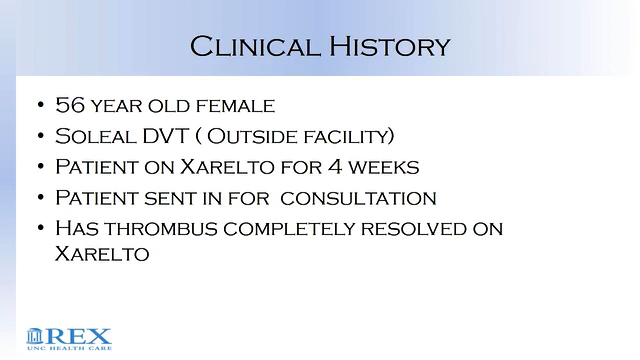 Clinical History
• 56 year old female
• Soleal DVT ( Outside facility)
• Patient on Xarelto for 4 weeks
• Patient sent in for consultation
• Has thrombus completely resolved on
Xarelto
REX
UNC HEALTH CARE